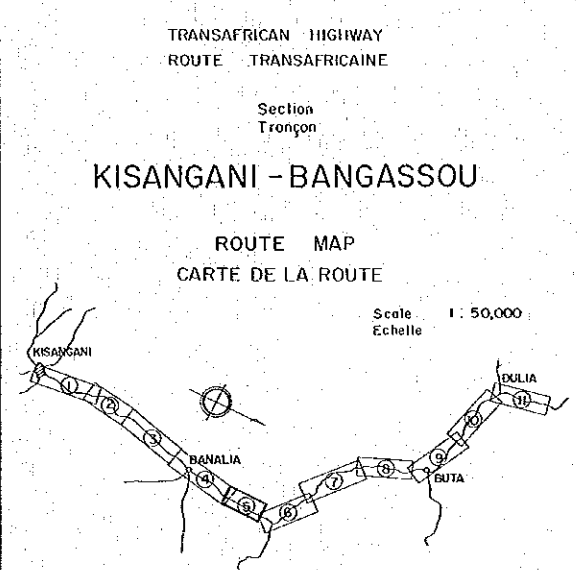 TRANSAFRICAN HIGHWAY
ROUTE TRANSAFRICAINE
Section
Tronçon
KISANGANI - BANGASSOU
ROUTE MAP
CARTE DE LA ROUTE
Scale 1 : 50,000
Echelle
KISANGANI
DULIA
1
2
3
BANALIA
4
5
6
7
8
9
BUTA
10
11